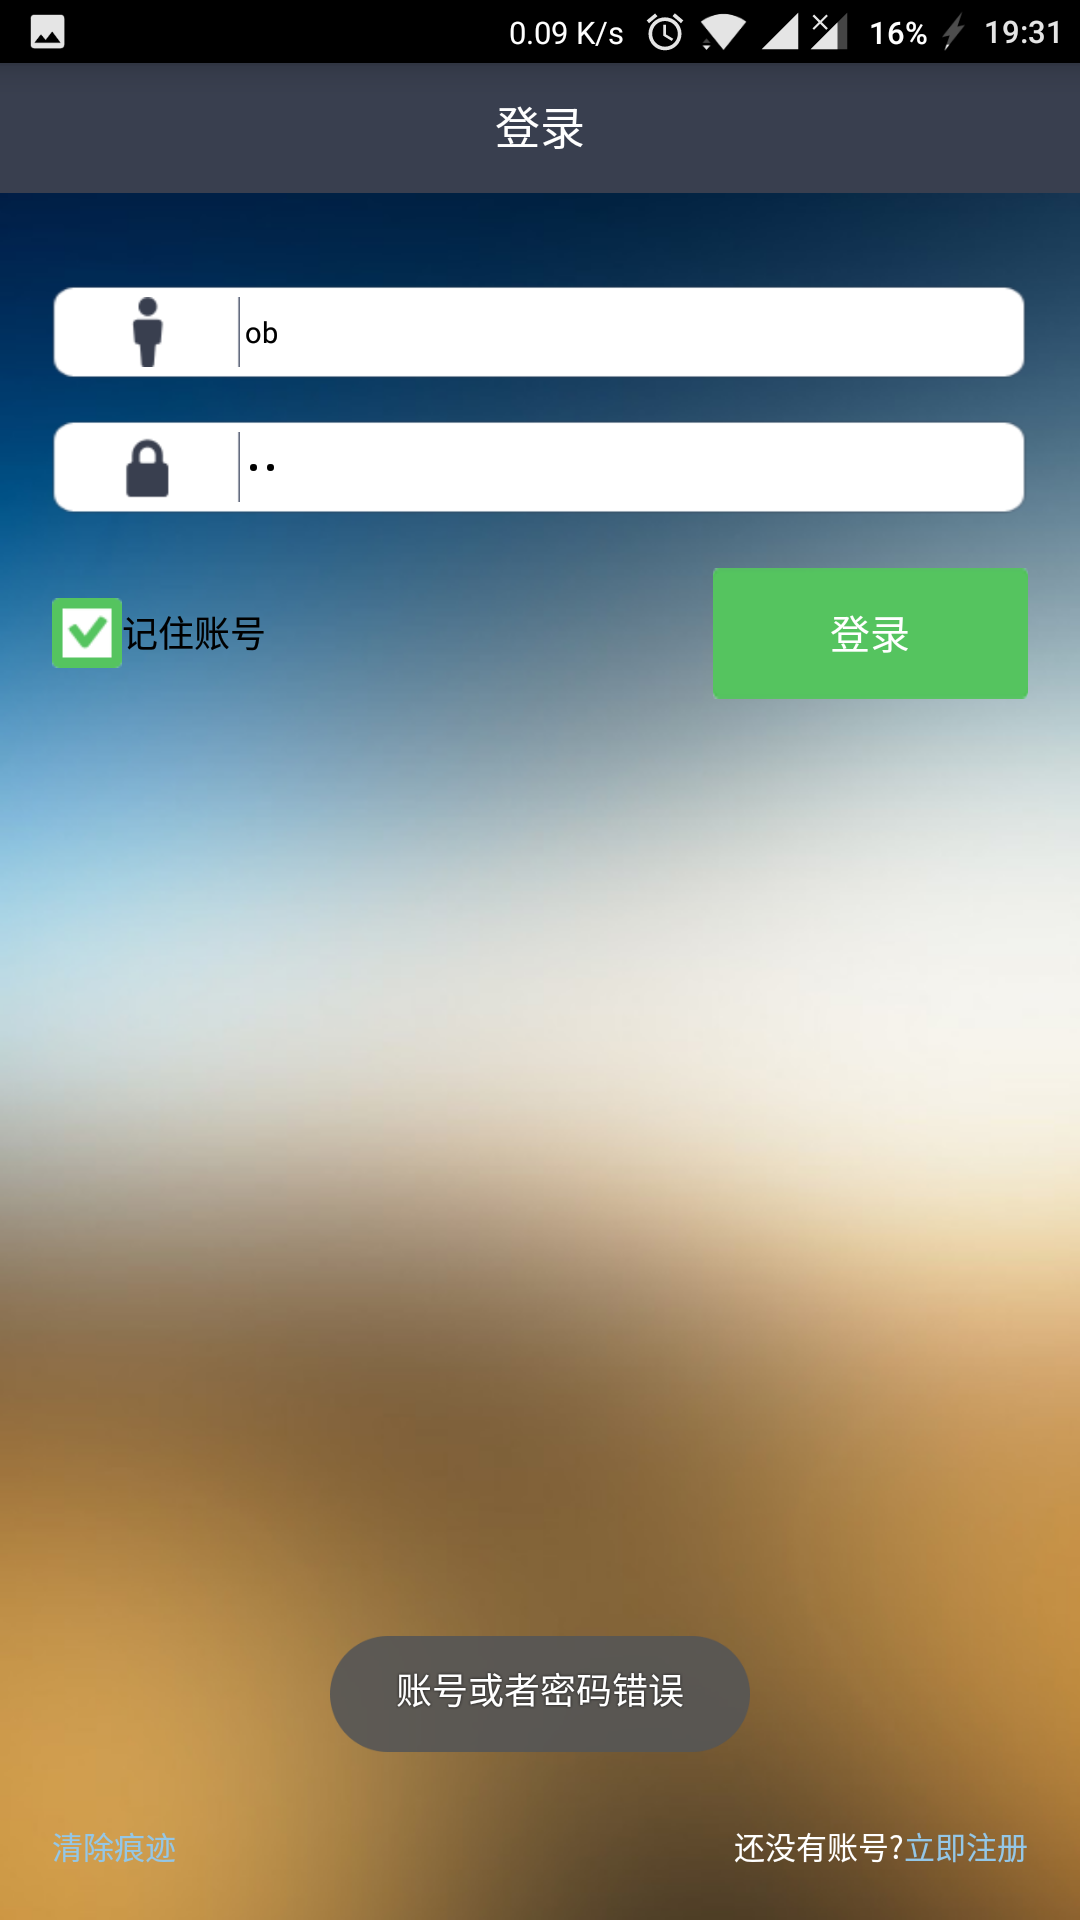 0.09 K/s 16% 19:31
登录
ob
••
记住账号 登录
账号或者密码错误
清除痕迹 还没有账号?立即注册